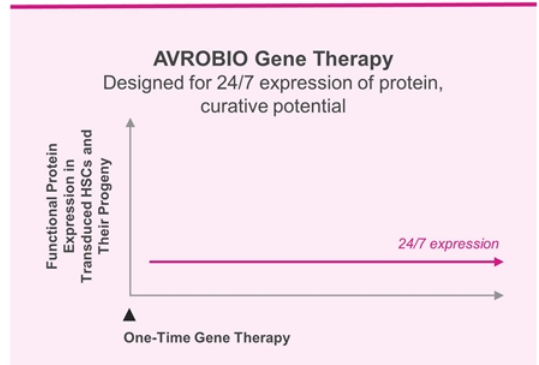 AVROBIO Gene Therapy
Designed for 24/7 expression of protein,
curative potential
Functional Protein
Expression in
Transduced HSCs and
Their Progeny
24/7 expression
One-Time Gene Therapy